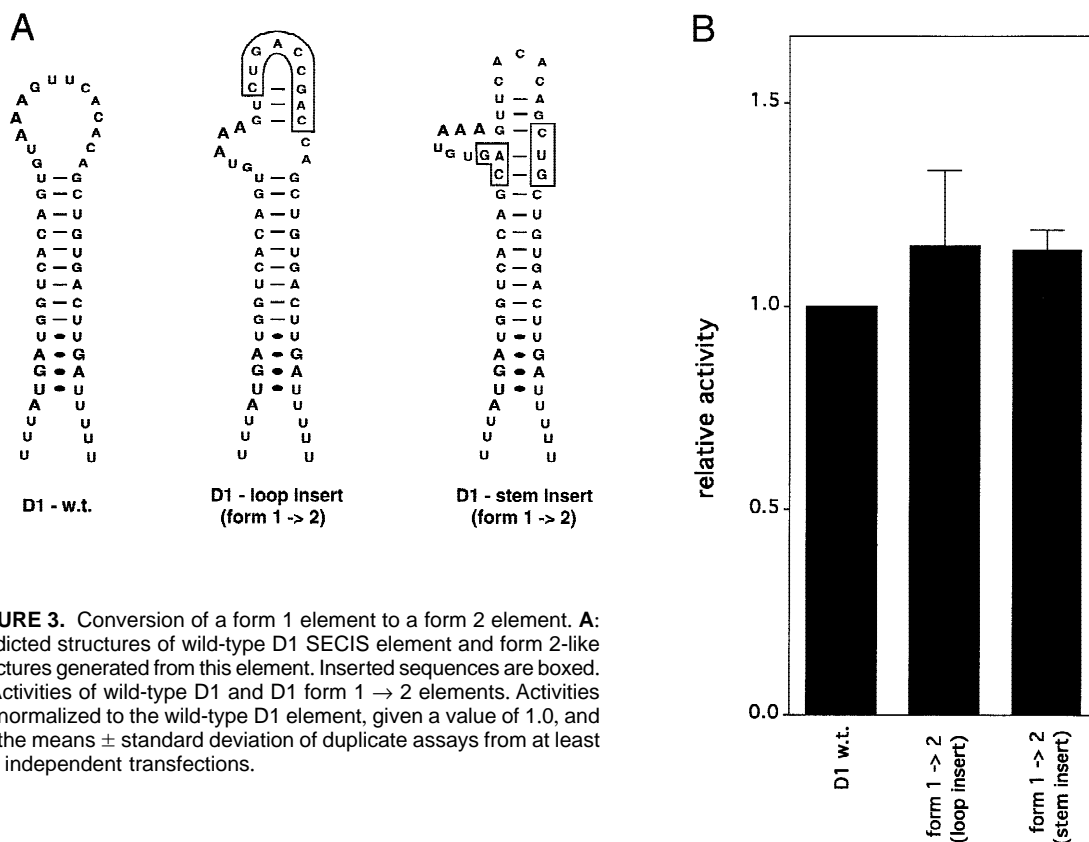 A
G U U C
A A
A C
A A
A C
U A
G
U – G
G – C
A – U
C – G
A – U
C – G
U – A
G – C
G – U
U U
A G
G A
U U
A U
U U
U U
U U
D1 - w.t.
G A C
U C
C G
U – A
G – C
A A
A C
U G A
U – G
G – C
A – U
C – G
A – U
C – G
U – A
G – C
G – U
U U
A G
G A
U U
A U
U U
U U
U U
D1 - loop insert
(form 1 -> 2)
A C A
C C
U – A
U – G
A A A G – C
U G U G A – U
C – G
G – C
A – U
C – G
A – U
C – G
U – A
G – C
G – U
U U
A G
G A
U U
A U
U U
U U
U U
D1 - stem insert
(form 1 -> 2)
URE 3. Conversion of a form 1 element to a form 2 element. A:
dicted structures of wild-type D1 SECIS element and form 2-like
ctures generated from this element. Inserted sequences are boxed.
Activities of wild-type D1 and D1 form 1 → 2 elements. Activities
normalized to the wild-type D1 element, given a value of 1.0, and
the means ± standard deviation of duplicate assays from at least
independent transfections.
B
relative activity
1.5
1.0
0.5
0.0
D1 w.t.
form 1 -> 2
(loop insert)
form 1 -> 2
(stem insert)